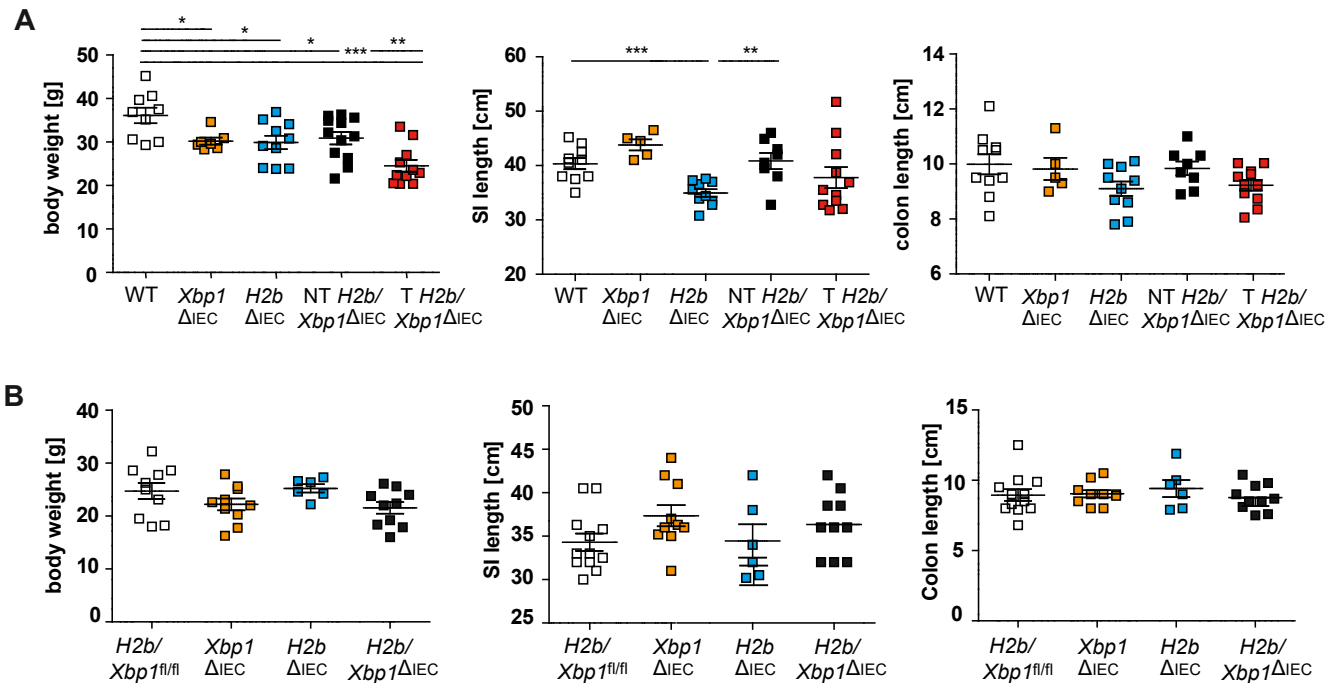 A
* * * *** **
body weight [g]
50
40
30
20
10
0
WT Xbp1 H2b NT H2b/ T H2b/
ΔIEC ΔIEC Xbp1ΔIEC Xbp1ΔIEC
*** **
SI length [cm]
60
50
40
30
20
WT Xbp1 H2b NT H2b/ T H2b/
ΔIEC ΔIEC Xbp1ΔIEC Xbp1ΔIEC
colon length [cm]
14
12
10
8
6
WT Xbp1 H2b NT H2b/ T H2b/
ΔIEC ΔIEC Xbp1ΔIEC Xbp1ΔIEC
B
body weight [g]
40
30
20
10
0
H2b/ Xbp1 H2b H2b/
Xbp1fl/fl ΔIEC ΔIEC Xbp1ΔIEC
SI length [cm]
50
45
40
35
30
25
H2b/ Xbp1 H2b H2b/
Xbp1fl/fl ΔIEC ΔIEC Xbp1ΔIEC
Colon length [cm]
15
10
5
0
H2b/ Xbp1 H2b H2b/
Xbp1fl/fl ΔIEC ΔIEC Xbp1ΔIEC